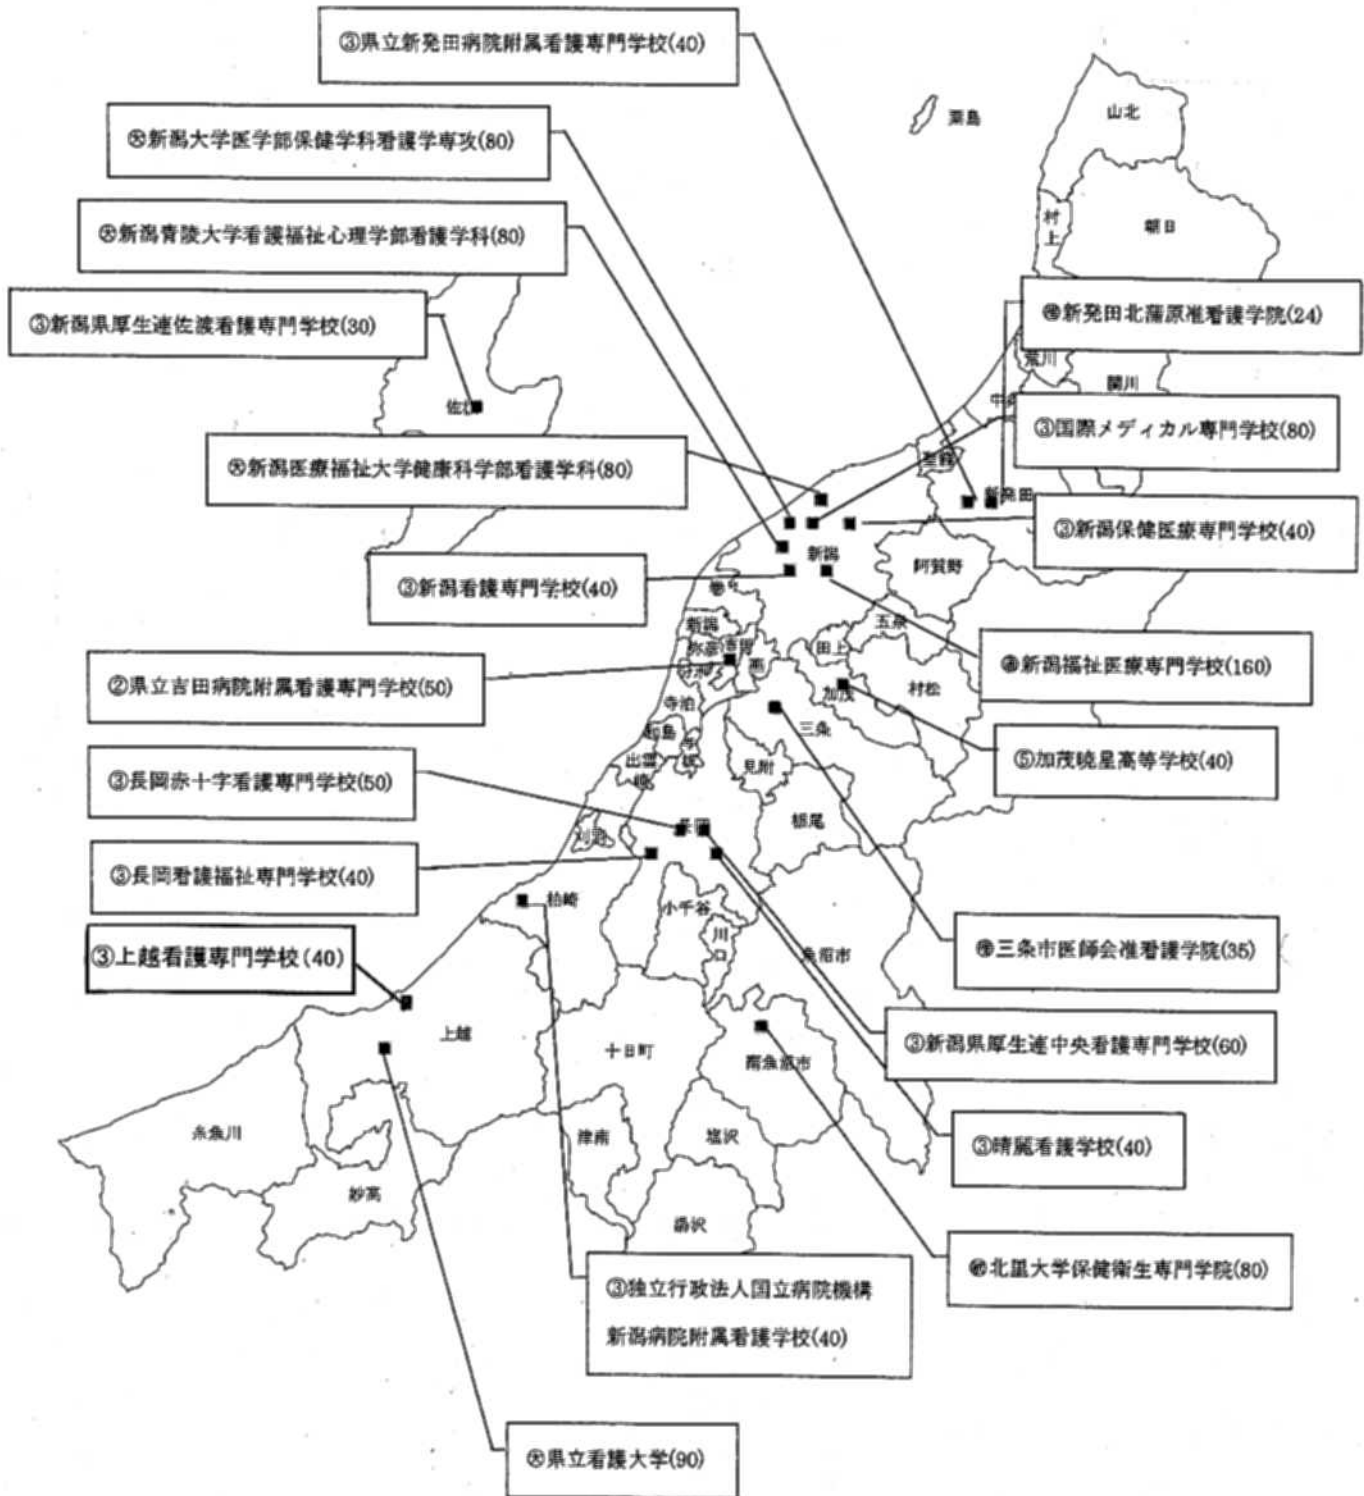 ③県立新発田病院附属看護専門学校(40)
㊛新潟大学医学部保健学科看護学専攻(80)
㊛新潟青陵大学看護福祉心理学部看護学科(80)
③新潟県厚生連佐渡看護専門学校(30)
新発田北蒲原准看護学院(24)
③国際メディカル専門学校(80)
新潟医療福祉大学健康科学部看護学科(80)
③新潟保健医療専門学校(40)
③新潟看護専門学校(40)
新潟福祉医療専門学校(160)
②県立吉田病院附属看護専門学校(50)
⑤加茂暁星高等学校(40)
③長岡赤十字看護専門学校(50)
③長岡看護福祉専門学校(40)
③上越看護専門学校(40)
三条市医師会准看護学院(35)
③新潟県厚生連中央看護専門学校(60)
③晴麗看護学校(40)
北里大学保健衛生専門学院(80)
③独立行政法人国立病院機構
新潟病院附属看護学校(40)
県立看護大学(90)
粟島
山北
村上
朝日
荒川
関川
中条
聖籠
新発田
新潟
阿賀野
五泉
巻
新潟
弥彦
田上
村松
加茂
寺泊
三条
和島
出雲崎
見附
栃尾
長岡
刈羽
柏崎
小千谷
川口
魚沼市
上越
十日町
南魚沼市
糸魚川
津南
塩沢
妙高
湯沢